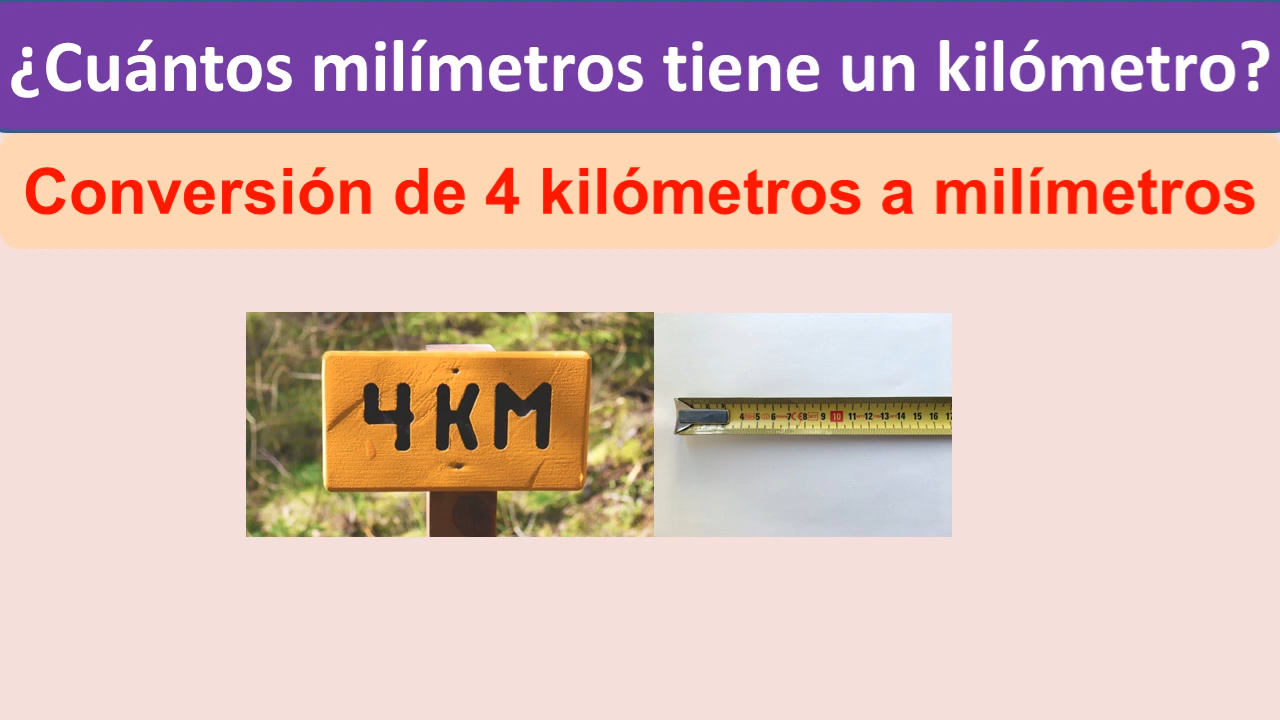 ¿Cuántos milímetros tiene un kilómetro?
Conversión de 4 kilómetros a milímetros
4KM
4 5 6 7 8 9 10 11 12 13 14 15 16